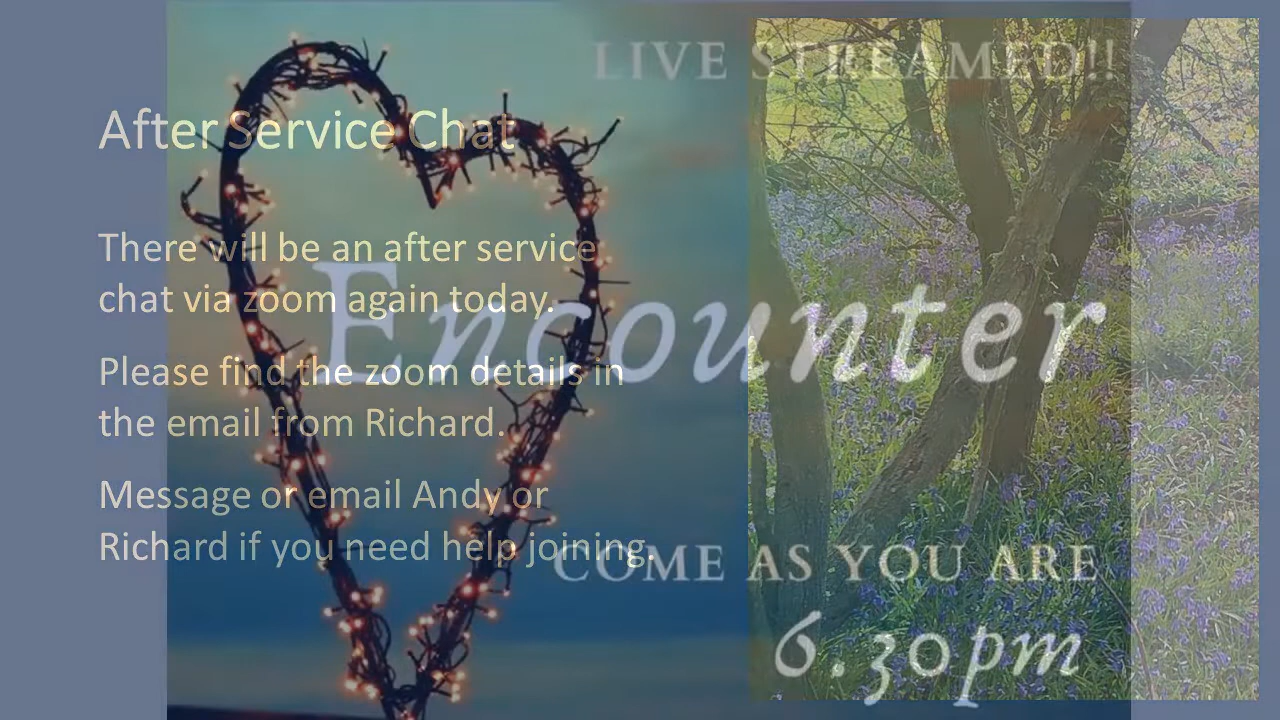 LIVE STREAMED!!
After Service Chat
There will be an after service
chat via zoom again today.
Encounter
Please find the zoom details in
the email from Richard.
Message or email Andy or
Richard if you need help joining.
COME AS YOU ARE
6.30pm